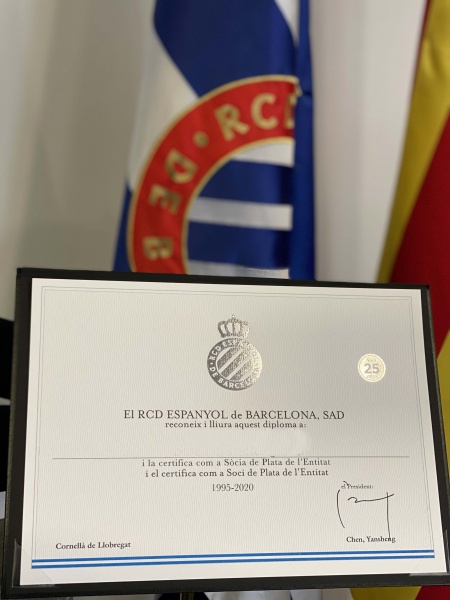 RCD
DE
B
RCD ESPANYOL
DE BARCELONA
25
El RCD ESPANYOL de BARCELONA, SAD
reconeix i lliura aquest diploma a:
i la certifica com a Sòcia de Plata de l'Entitat
i el certifica com a Soci de Plata de l'Entitat
1995-2020
el President:
Cornellà de Llobregat
Chen, Yansheng